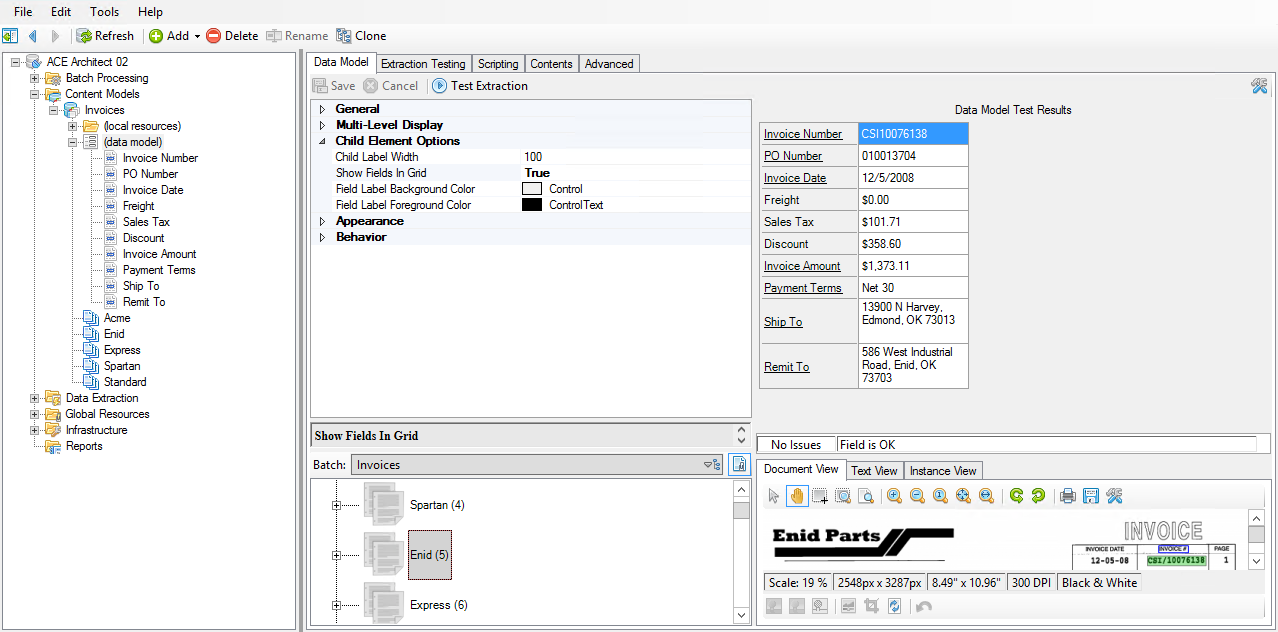 File Edit Tools Help
Refresh Add Delete Rename Clone
ACE Architect 02
Batch Processing
Content Models
Invoices
(local resources)
(data model)
Invoice Number
PO Number
Invoice Date
Freight
Sales Tax
Discount
Invoice Amount
Payment Terms
Ship To
Remit To
Acme
Enid
Express
Spartan
Standard
Data Extraction
Global Resources
Infrastructure
Reports
Data Model Extraction Testing Scripting Contents Advanced
Save Cancel Test Extraction
General
Multi-Level Display
Child Element Options
Child Label Width 100
Show Fields In Grid True
Field Label Background Color Control
Field Label Foreground Color ControlText
Appearance
Behavior
Show Fields In Grid
Batch: Invoices
Spartan (4)
Enid (5)
Express (6)
Data Model Test Results
Invoice Number CSI10076138
PO Number 010013704
Invoice Date 12/5/2008
Freight $0.00
Sales Tax $101.71
Discount $358.60
Invoice Amount $1,373.11
Payment Terms Net 30
Ship To 13900 N Harvey,
Edmond, OK 73013
Remit To 586 West Industrial
Road, Enid, OK
73703
No Issues Field is OK
Document View Text View Instance View
Enid Parts INVOICE
INVOICE DATE INVOICE # PAGE
12-05-08 CSI/10076138 1
Scale: 19 % 2548px x 3287px 8.49" x 10.96" 300 DPI Black & White